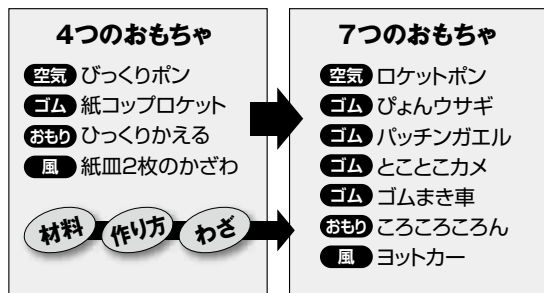 4つのおもちゃ
空気 びっくりポン
ゴム 紙コップロケット
おもり ひっくりかえる
風 紙皿2枚のかざわ
材料 作り方 わざ
7つのおもちゃ
空気 ロケットポン
ゴム ぴょんウサギ
ゴム パッチンガエル
ゴム とことこカメ
ゴム ゴムまき車
おもり ころころころん
風 ヨットカー